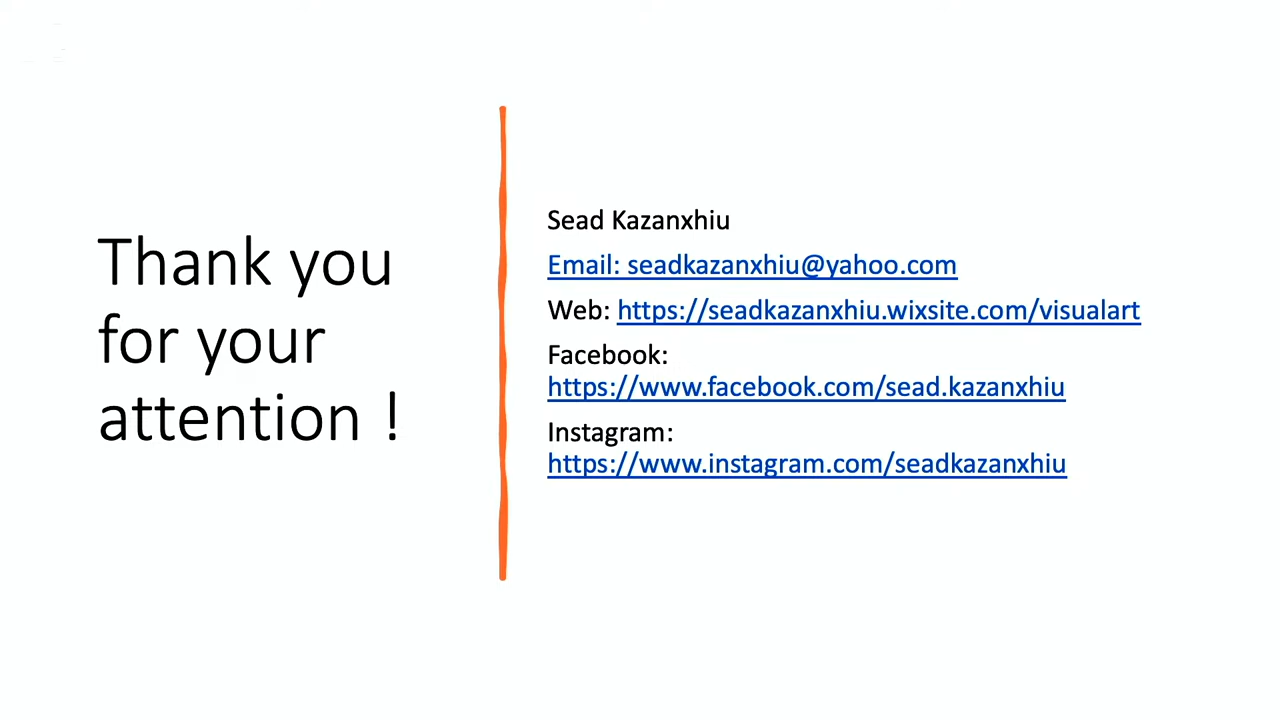 Thank you
for your
attention !
Sead Kazanxhiu
Email: seadkazanxhiu@yahoo.com
Web: https://seadkazanxhiu.wixsite.com/visualart
Facebook:
https://www.facebook.com/sead.kazanxhiu
Instagram:
https://www.instagram.com/seadkazanxhiu